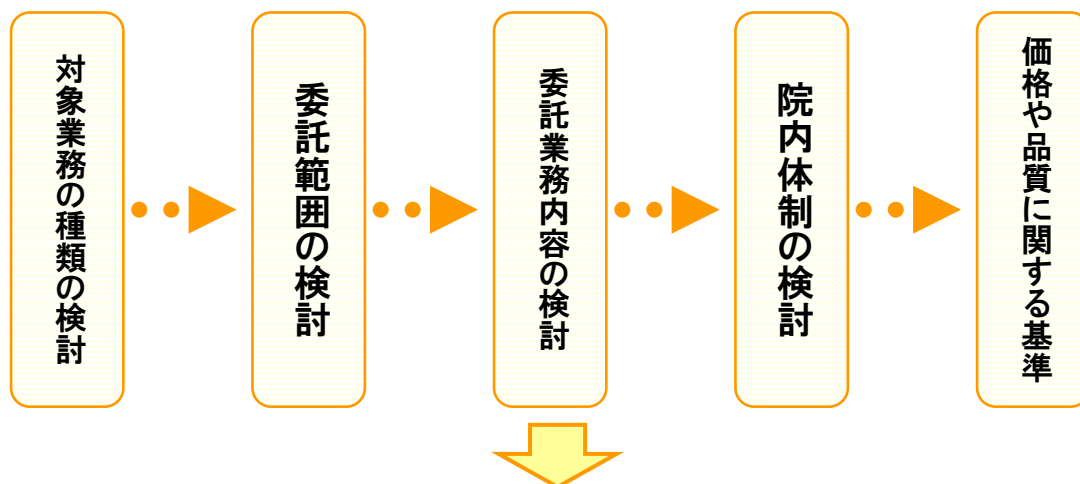 対象業務の種類の検討
委託範囲の検討
委託業務内容の検討
院内体制の検討
価格や品質に関する基準